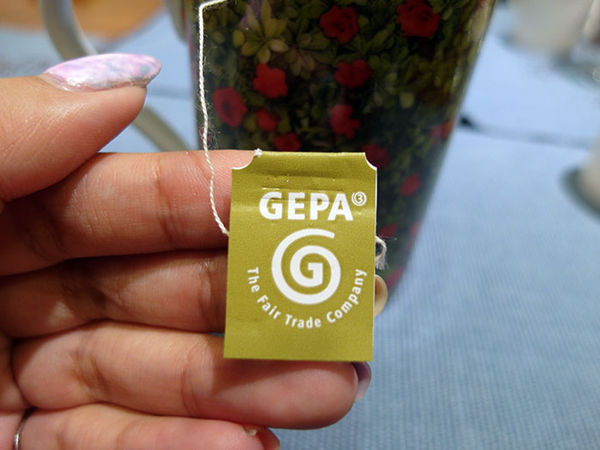 GEPA③
G
The Fair Trade Company